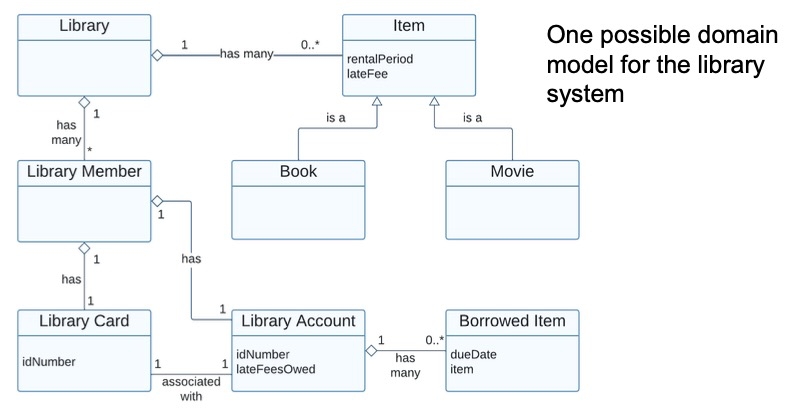 Library
1
has many
0..*
Item
rentalPeriod
lateFee
One possible domain
model for the library
system
1
has
many
*
is a
is a
Library Member
Book
Movie
1
1
has
has
1
1
Library Card
idNumber
Library Account
idNumber
lateFeesOwed
1
0..*
has
many
Borrowed Item
dueDate
item
1
1
associated
with